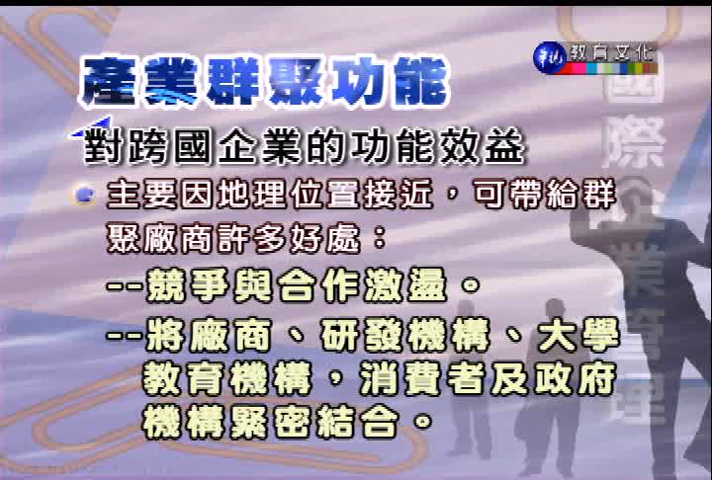 產業群聚功能
華視 教育文化
對跨國企業的功能效益
主要因地理位置接近，可帶給群
聚廠商許多好處：
--競爭與合作激盪。
--將廠商、研發機構、大學
教育機構，消費者及政府
機構緊密結合。
國際企業管理